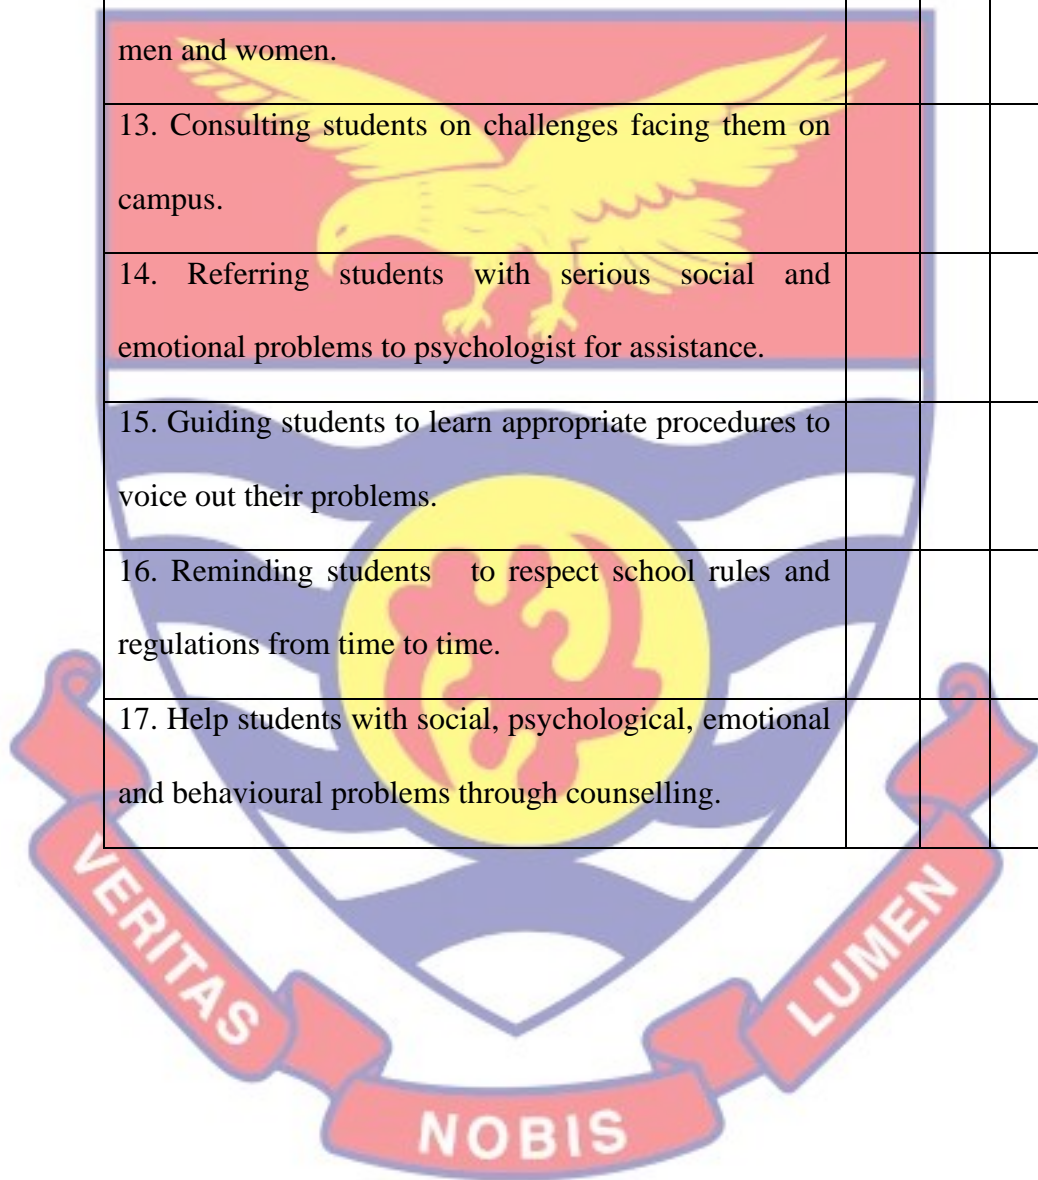 men and women.
13. Consulting students on challenges facing them on
campus.
14. Referring students with serious social and
emotional problems to psychologist for assistance.
15. Guiding students to learn appropriate procedures to
voice out their problems.
16. Reminding students to respect school rules and
regulations from time to time.
17. Help students with social, psychological, emotional
and behavioural problems through counselling.
VERITAS
NOBIS
LUMEN